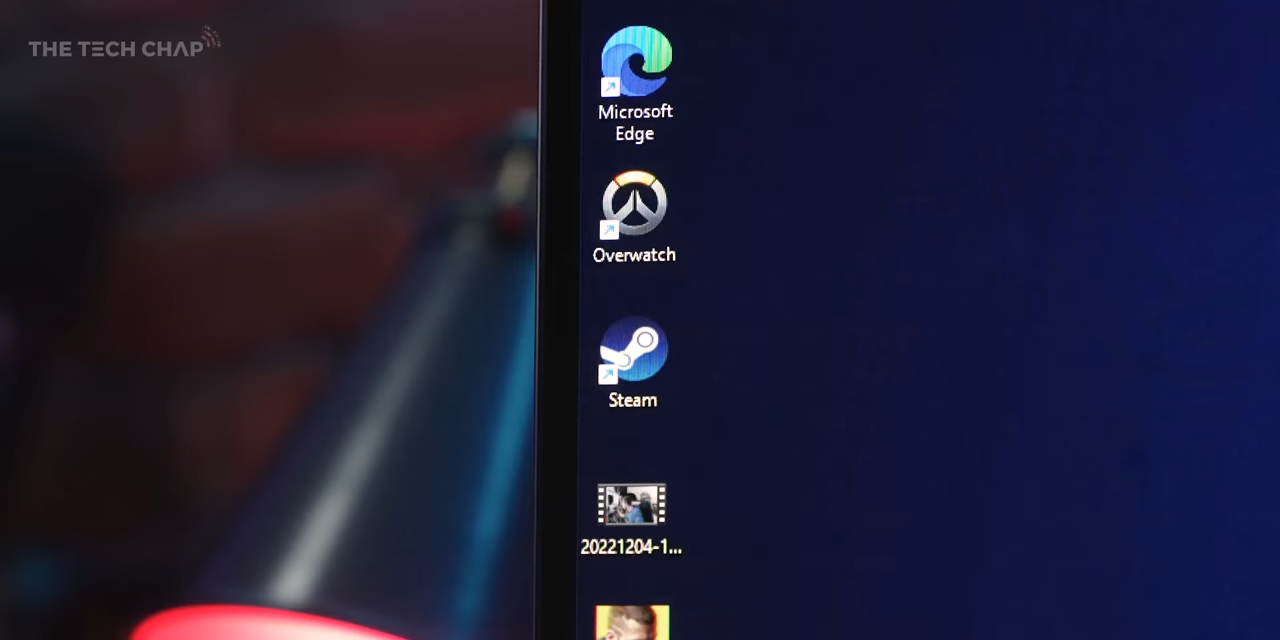 THE TECH CHAP
Microsoft
Edge
Overwatch
Steam
20221204-1...